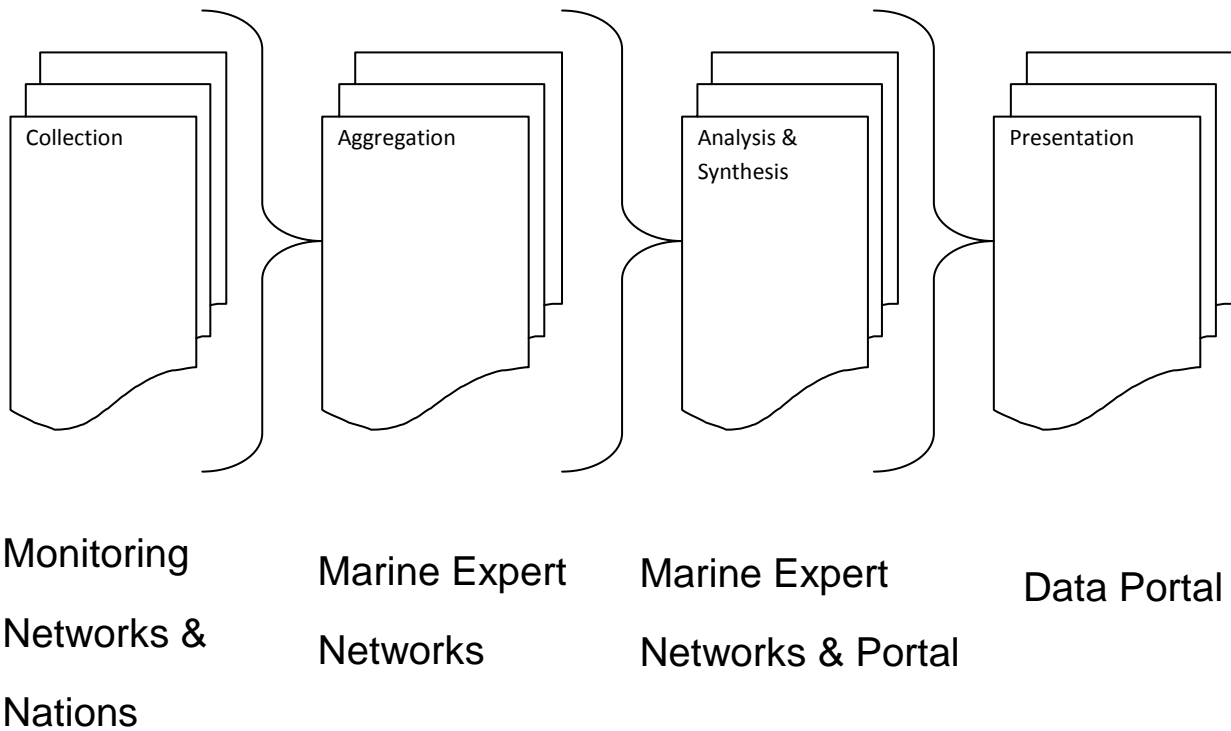 Collection
Aggregation
Analysis &
Synthesis
Presentation
Monitoring
Networks &
Nations
Marine Expert
Networks
Marine Expert
Networks & Portal
Data Portal